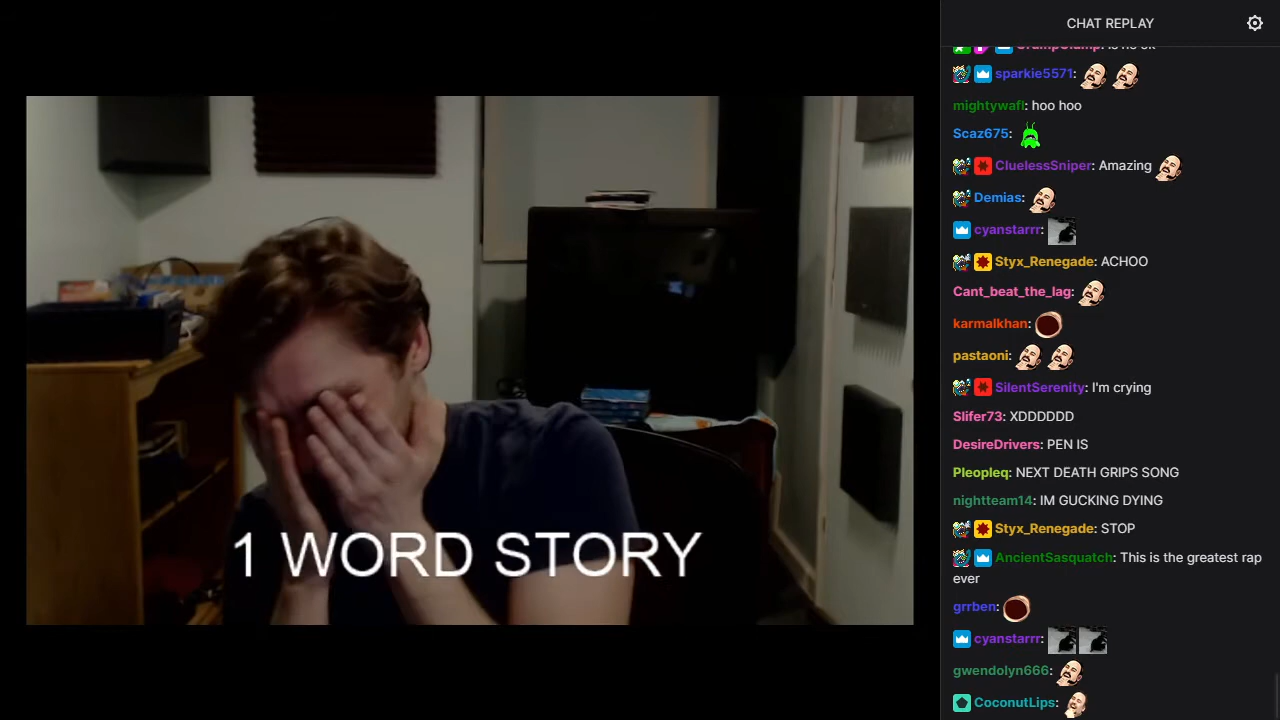 CHAT REPLAY
sparkie5571:
mightywafl: hoo hoo
Scaz675:
CluelessSniper: Amazing
Demias:
cyanstarrr:
Styx_Renegade: ACHOO
Cant_beat_the_lag:
karmalkhan:
pastaoni:
SilentSerenity: I'm crying
Slifer73: XDDDDDD
DesireDrivers: PEN IS
Pleopleq: NEXT DEATH GRIPS SONG
nightteam14: IM GUCKING DYING
Styx_Renegade: STOP
AncientSasquatch: This is the greatest rap
ever
grrben:
cyanstarrr:
gwendolyn666:
CoconutLips:
1 WORD STORY